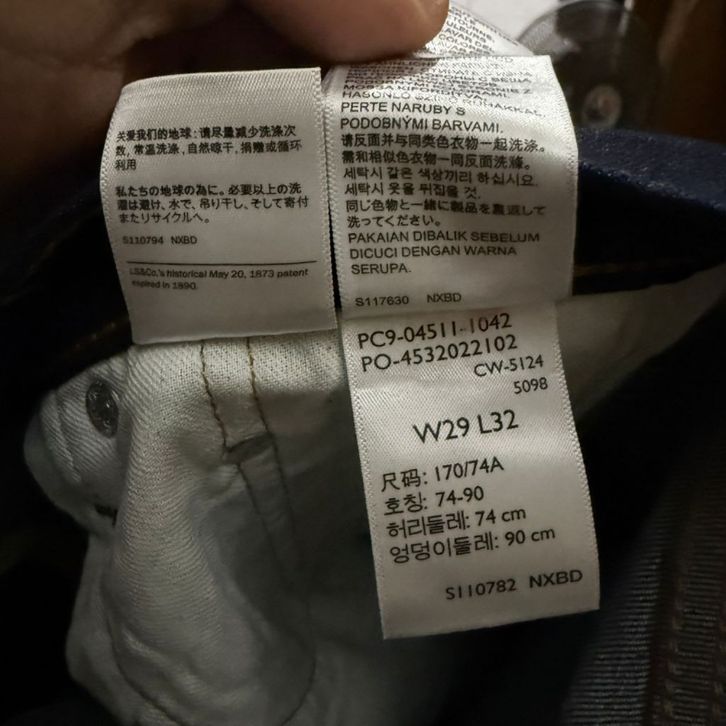 关爱我们的地球：请尽量减少洗涤次
数, 常温洗涤, 自然晾干, 捐赠或循环
利用
私たちの地球の為に。必要以上の洗
濯は避け、水で、吊り干し、そして寄付
またリサイクルへ。
S110794 NXBD
LS&Co.'s historical May 20, 1873 patent
expired in 1890.
PERTE NARUBY S
PODOBNÝMI BARVAMI.
请反面并与同类色衣物一起洗涤。
需和相似色衣物一同反面洗滌。
세탁시 같은 색상끼리 하십시요.
세탁시 옷을 뒤집을 것.
同じ色物と一緒に製品を裏返して
洗ってください。
PAKAIAN DIBALIK SEBELUM
DICUCI DENGAN WARNA
SERUPA.
S117630 NXBD
PC9-04511-1042
PO-4532022102
CW-5124
5098
W29 L32
尺码: 170/74A
호칭: 74-90
허리둘레: 74 cm
엉덩이둘레: 90 cm
S110782 NXBD